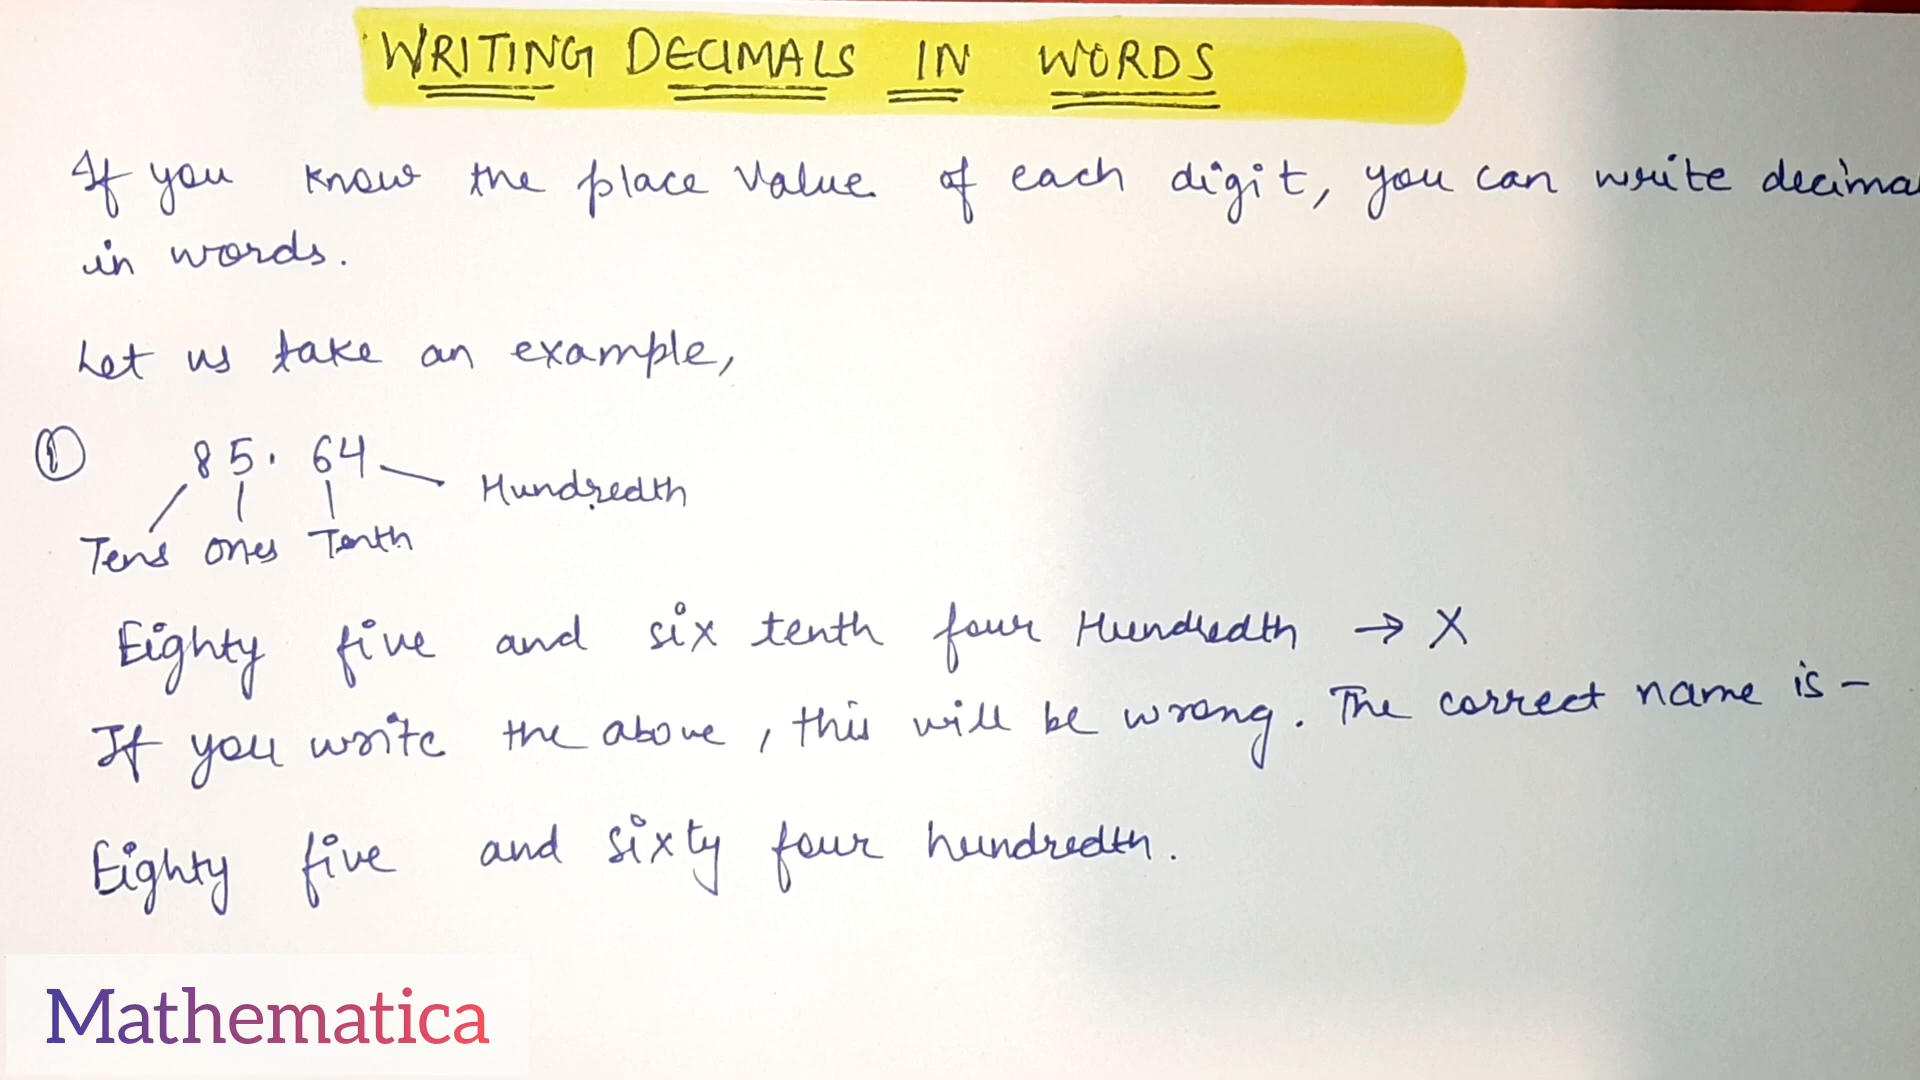 WRITING DECIMALS IN WORDS
If you know the place value of each digit, you can write decima
in words.
Let us take an example,
① 85.64 Hundredth
Tens ones Tenth
Eighty five and six tenth four Hundredth → X
If you write the above, this will be wrong. The correct name is –
Eighty five and sixty four hundredth.
Mathematica